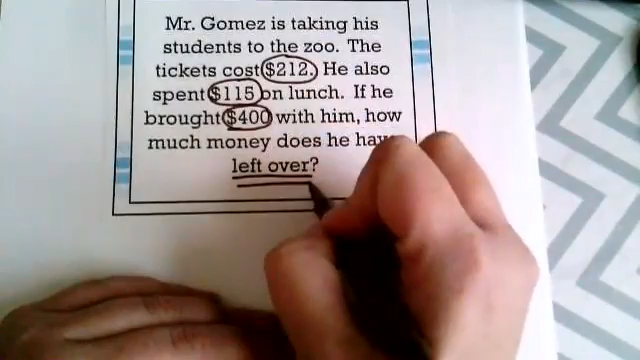 Mr. Gomez is taking his
students to the zoo. The
tickets cost $212. He also
spent $115 on lunch. If he
brought $400 with him, how
much money does he have
left over?